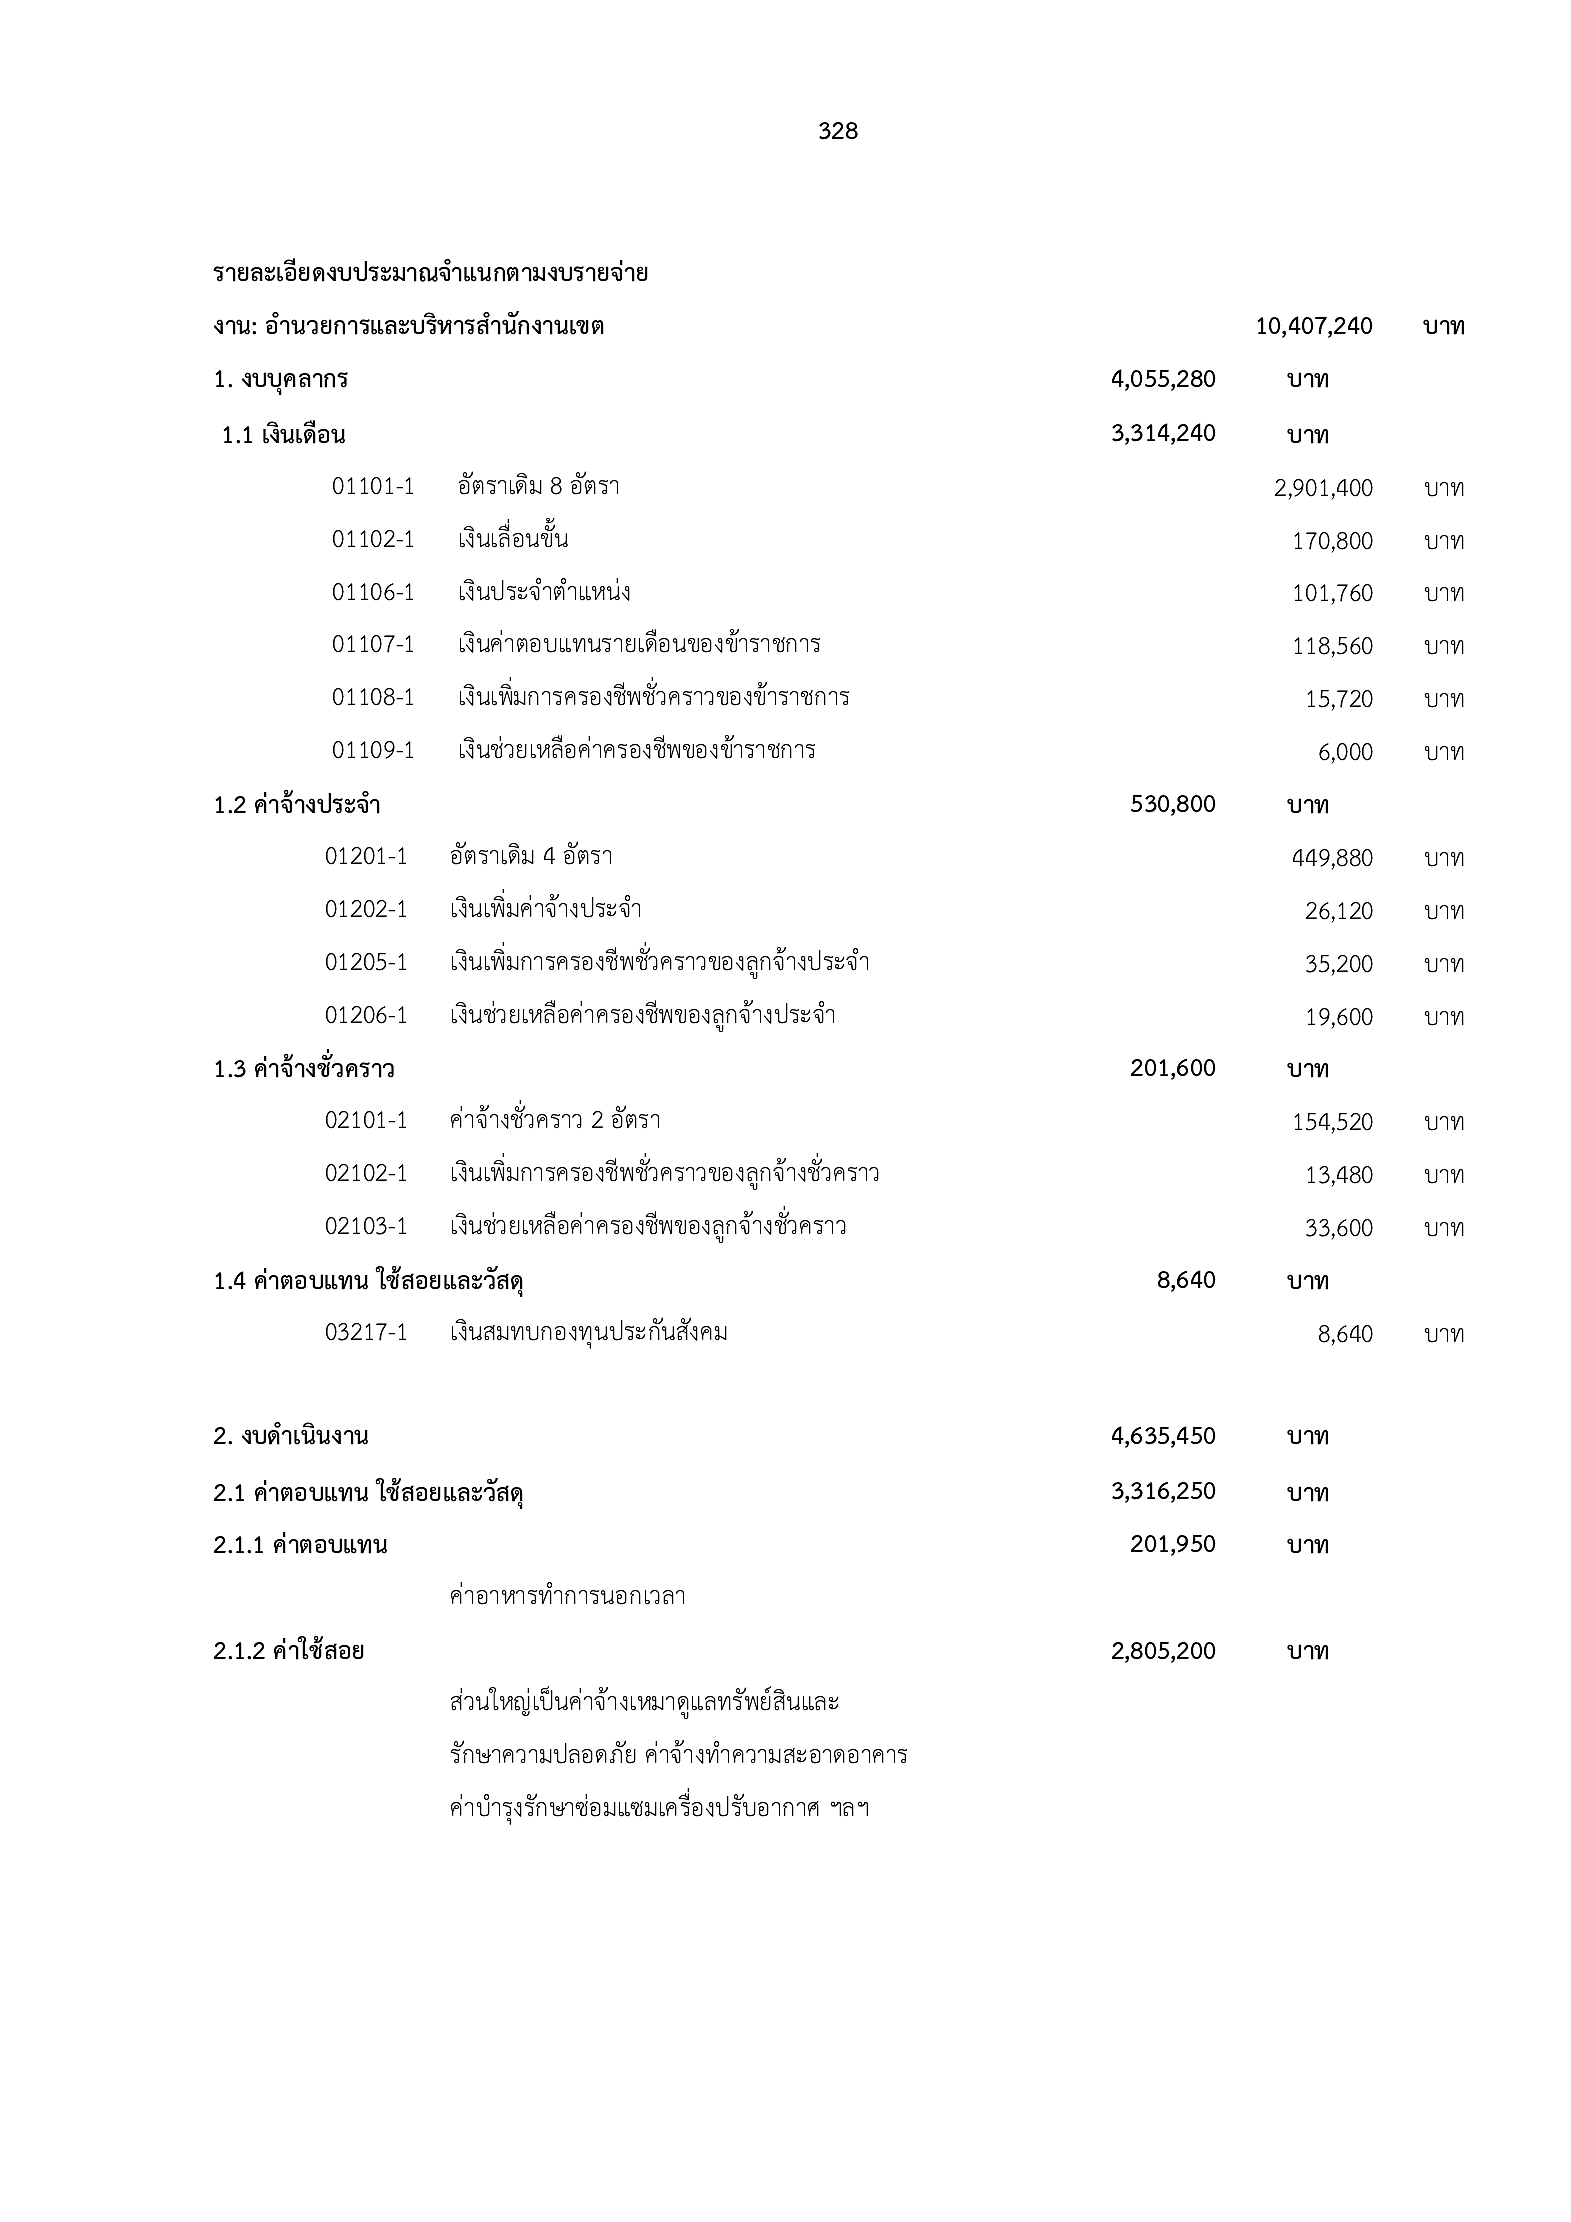 328
รายละเอียดงบประมาณจำแนกตามงบรายจ่าย
งาน: อำนวยการและบริหารสำนักงานเขต 10,407,240 บาท
1. งบบุคลากร 4,055,280 บาท
1.1 เงินเดือน 3,314,240 บาท
01101-1 อัตราเดิม 8 อัตรา 2,901,400 บาท
01102-1 เงินเลื่อนขั้น 170,800 บาท
01106-1 เงินประจำตำแหน่ง 101,760 บาท
01107-1 เงินค่าตอบแทนรายเดือนของข้าราชการ 118,560 บาท
01108-1 เงินเพิ่มการครองชีพชั่วคราวของข้าราชการ 15,720 บาท
01109-1 เงินช่วยเหลือค่าครองชีพของข้าราชการ 6,000 บาท
1.2 ค่าจ้างประจำ 530,800 บาท
01201-1 อัตราเดิม 4 อัตรา 449,880 บาท
01202-1 เงินเพิ่มค่าจ้างประจำ 26,120 บาท
01205-1 เงินเพิ่มการครองชีพชั่วคราวของลูกจ้างประจำ 35,200 บาท
01206-1 เงินช่วยเหลือค่าครองชีพของลูกจ้างประจำ 19,600 บาท
1.3 ค่าจ้างชั่วคราว 201,600 บาท
02101-1 ค่าจ้างชั่วคราว 2 อัตรา 154,520 บาท
02102-1 เงินเพิ่มการครองชีพชั่วคราวของลูกจ้างชั่วคราว 13,480 บาท
02103-1 เงินช่วยเหลือค่าครองชีพของลูกจ้างชั่วคราว 33,600 บาท
1.4 ค่าตอบแทน ใช้สอยและวัสดุ 8,640 บาท
03217-1 เงินสมทบกองทุนประกันสังคม 8,640 บาท
2. งบดำเนินงาน 4,635,450 บาท
2.1 ค่าตอบแทน ใช้สอยและวัสดุ 3,316,250 บาท
2.1.1 ค่าตอบแทน 201,950 บาท
ค่าอาหารทำการนอกเวลา
2.1.2 ค่าใช้สอย 2,805,200 บาท
ส่วนใหญ่เป็นค่าจ้างเหมาดูแลทรัพย์สินและ
รักษาความปลอดภัย ค่าจ้างทำความสะอาดอาคาร
ค่าบำรุงรักษาซ่อมแซมเครื่องปรับอากาศ ฯลฯ